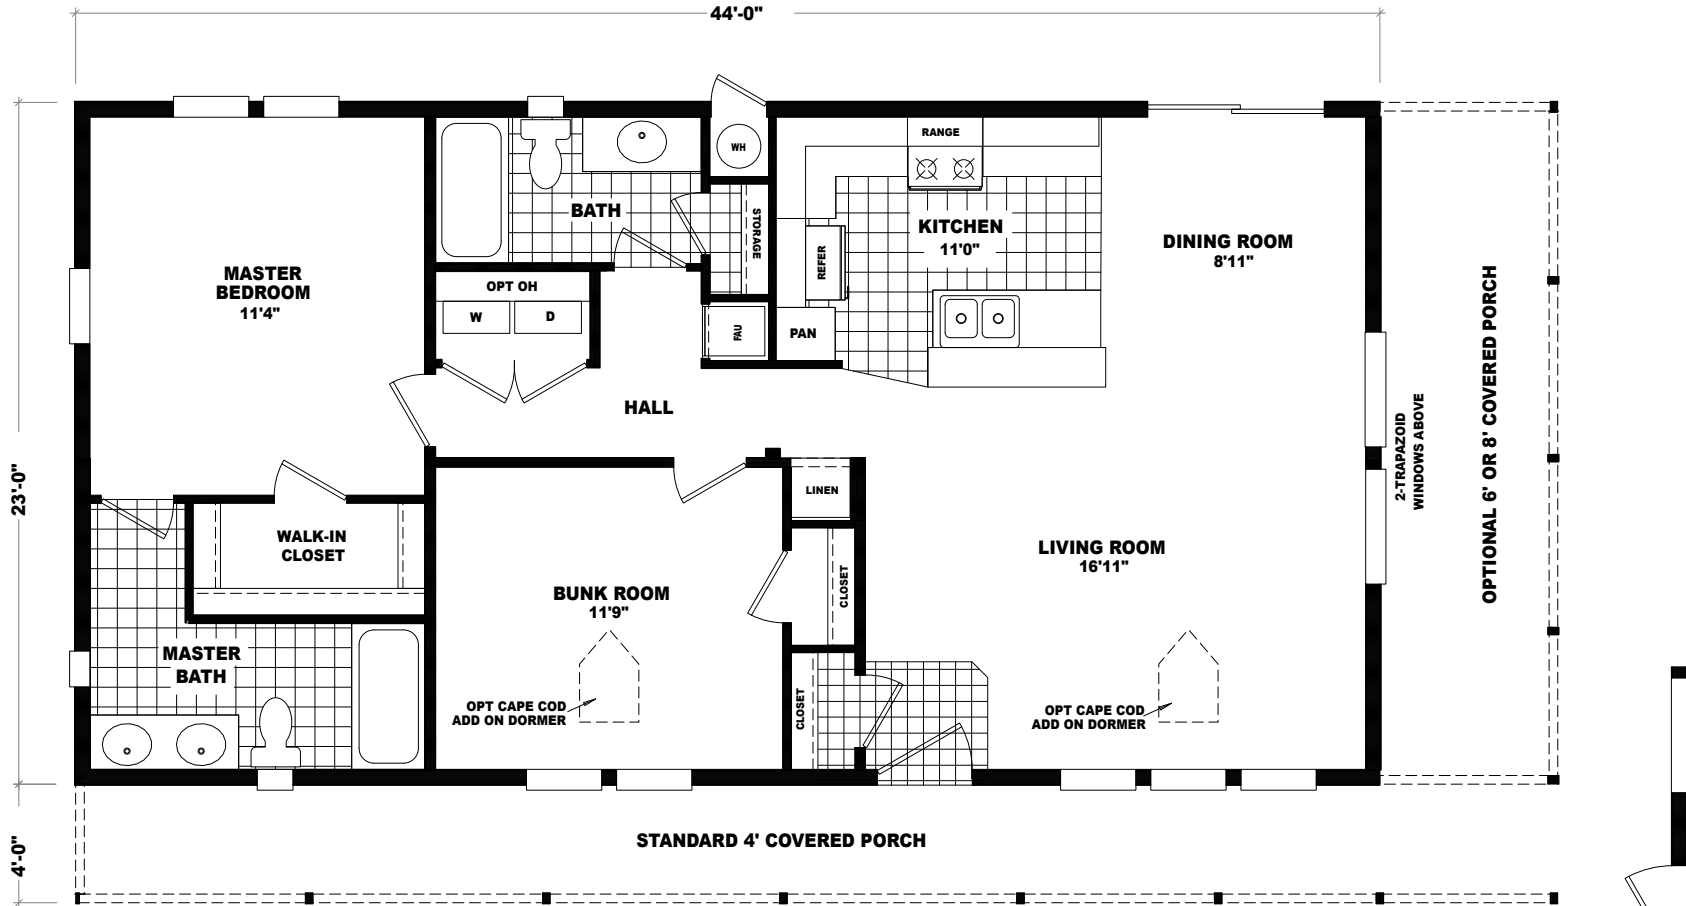 44'-0"
RANGE
WH
BATH
STORAGE
KITCHEN
11'0"
DINING ROOM
8'11"
REFER
MASTER
BEDROOM
11'4"
OPT OH
W
D
FAU
PAN
OPTIONAL 6' OR 8' COVERED PORCH
HALL
2-TRAPAZOID
WINDOWS ABOVE
23'-0"
LINEN
WALK-IN
CLOSET
LIVING ROOM
16'11"
BUNK ROOM
11'9"
CLOSET
MASTER
BATH
CLOSET
OPT CAPE COD
ADD ON DORMER
OPT CAPE COD
ADD ON DORMER
4'-0"
STANDARD 4' COVERED PORCH